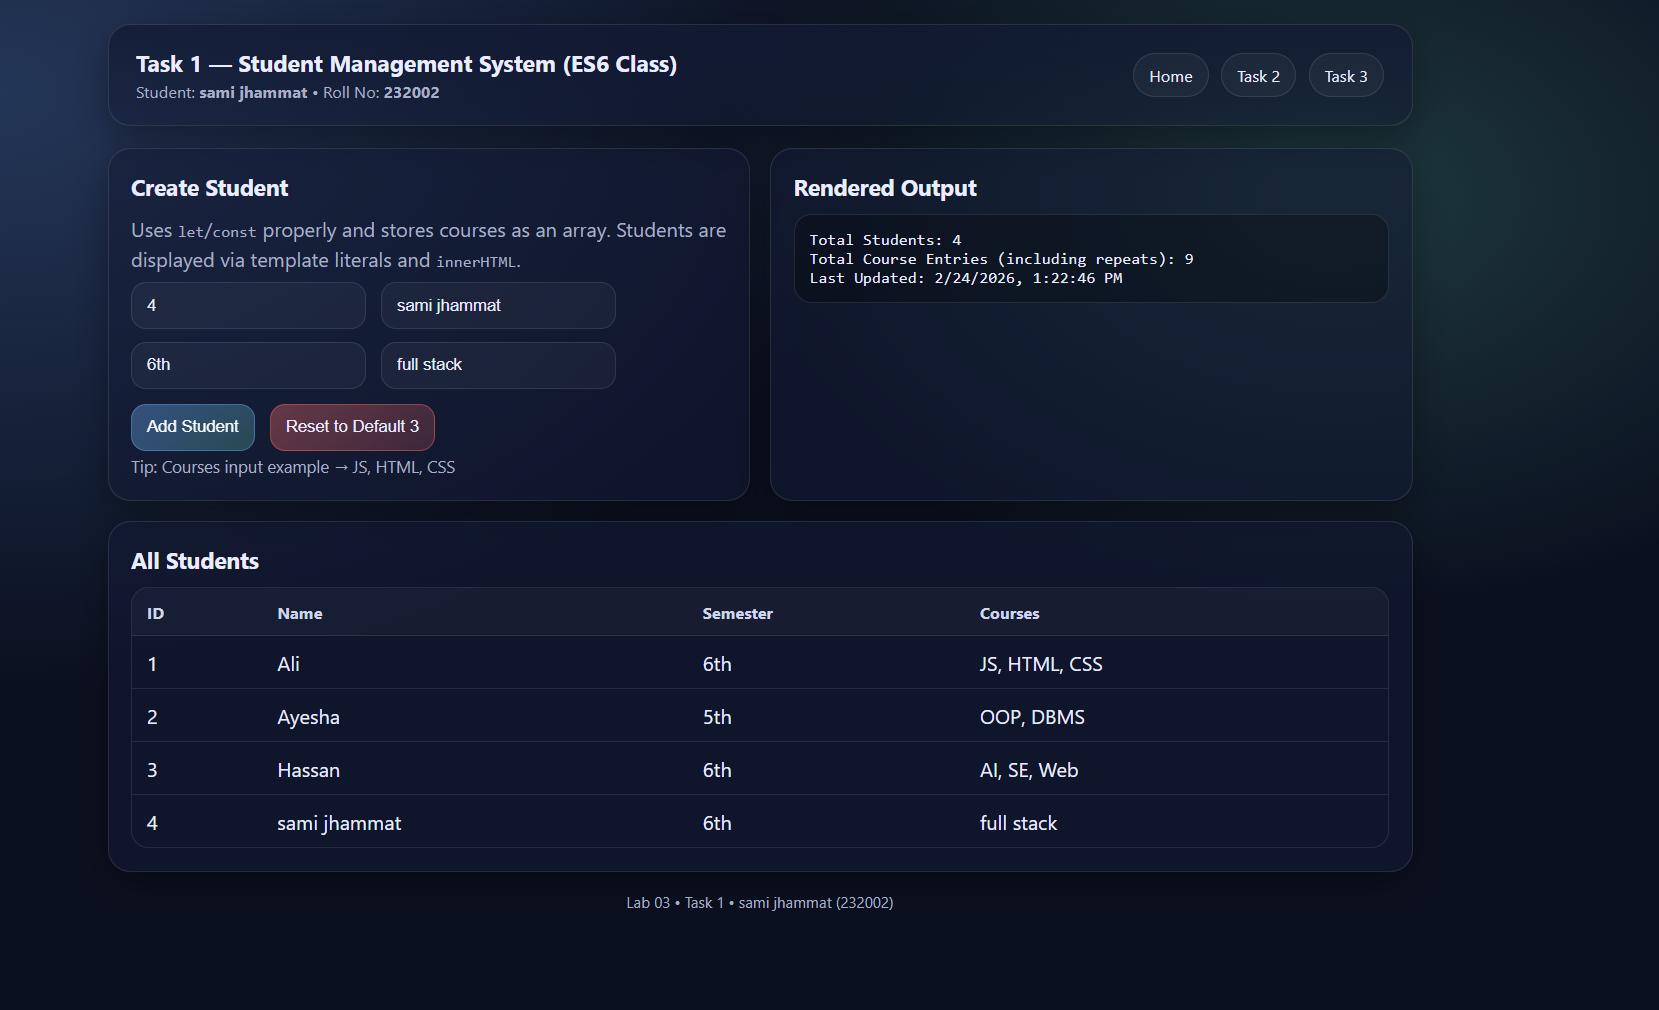 Task 1 — Student Management System (ES6 Class)
Student: sami jhammat • Roll No: 232002
Home
Task 2
Task 3
Create Student
Uses let/const properly and stores courses as an array. Students are
displayed via template literals and innerHTML.
4
sami jhammat
6th
full stack
Add Student
Reset to Default 3
Tip: Courses input example → JS, HTML, CSS
Rendered Output
Total Students: 4
Total Course Entries (including repeats): 9
Last Updated: 2/24/2026, 1:22:46 PM
All Students
ID Name Semester Courses
1 Ali 6th JS, HTML, CSS
2 Ayesha 5th OOP, DBMS
3 Hassan 6th AI, SE, Web
4 sami jhammat 6th full stack
Lab 03 • Task 1 • sami jhammat (232002)